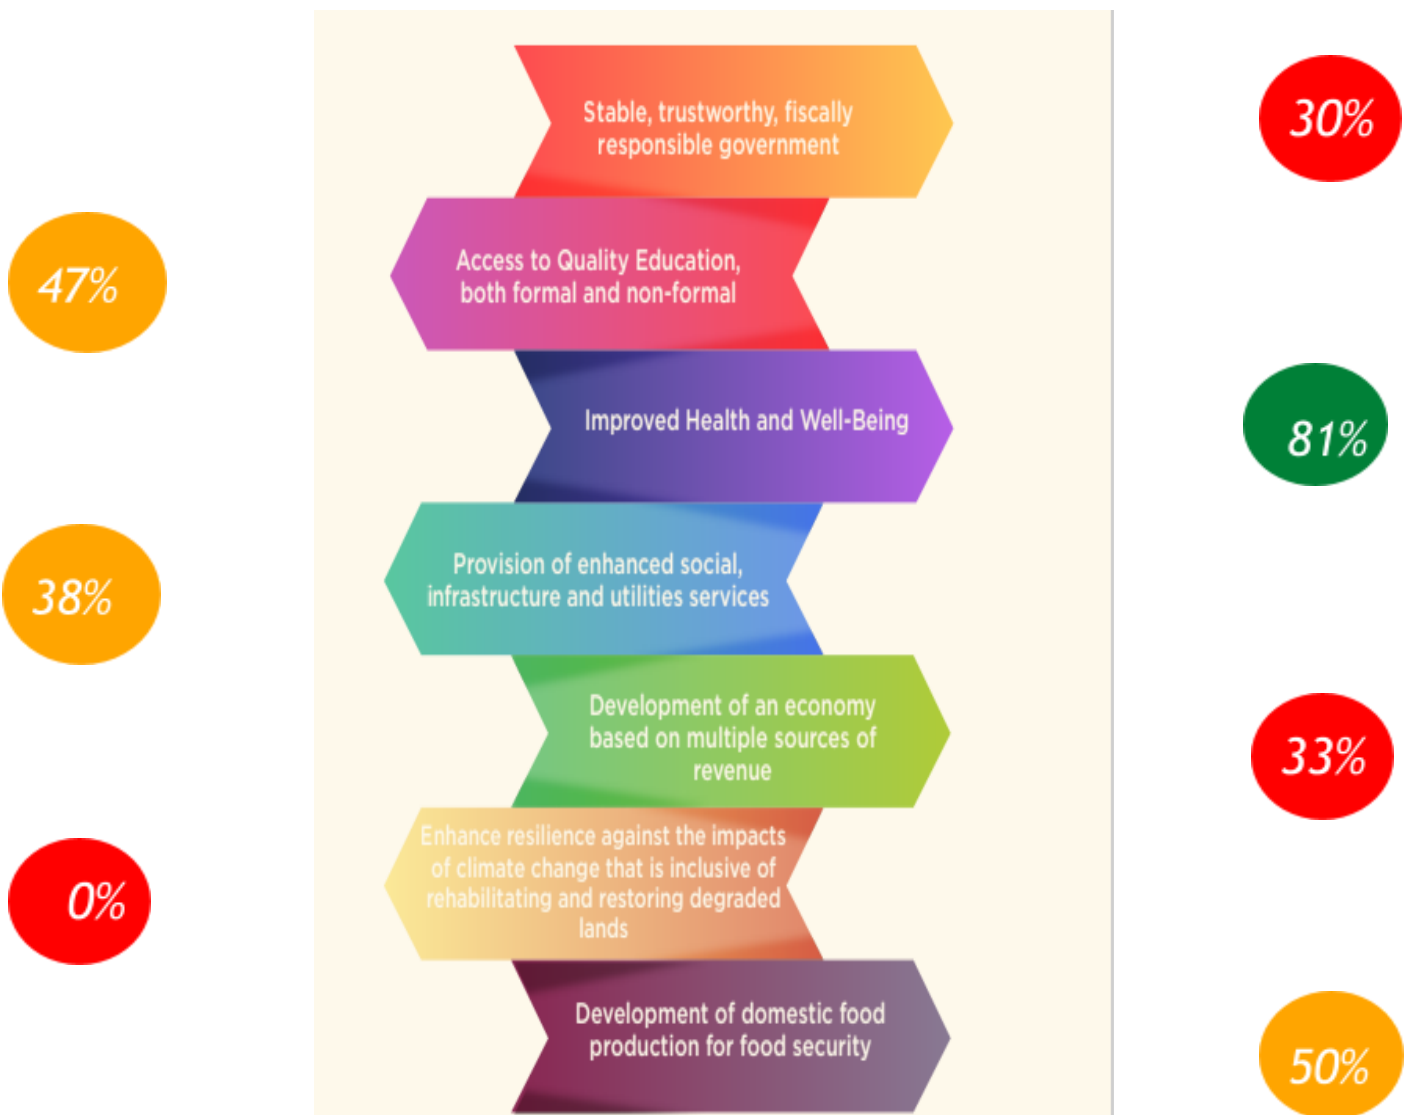 Stable, trustworthy, fiscally
responsible government
30%
47%
Access to Quality Education,
both formal and non-formal
Improved Health and Well-Being
81%
38%
Provision of enhanced social,
infrastructure and utilities services
Development of an economy
based on multiple sources of
revenue
33%
0%
Enhance resilience against the impacts
of climate change that is inclusive of
rehabilitating and restoring degraded
lands
Development of domestic food
production for food security
50%